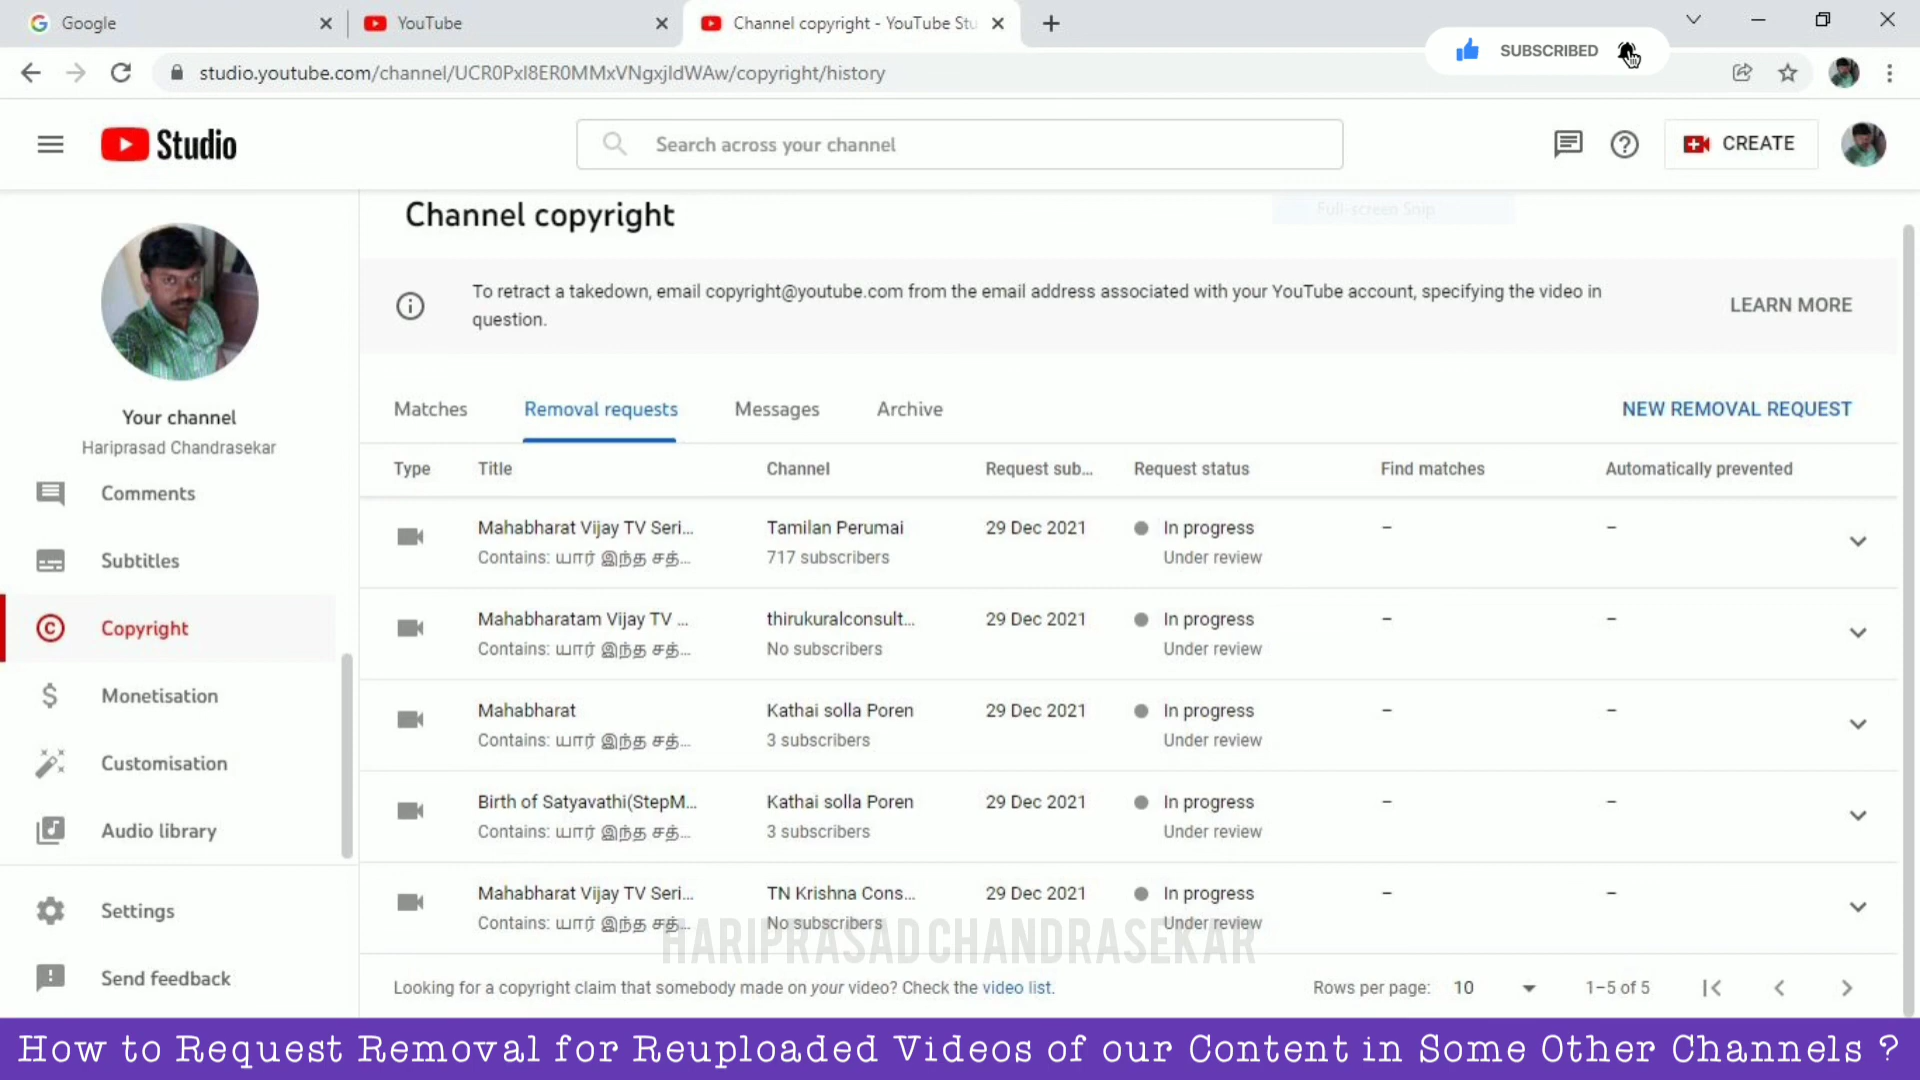 Google
YouTube
Channel copyright - YouTube Stu
studio.youtube.com/channel/UCR0PxI8ER0MMxVNgxjIdWAw/copyright/history
SUBSCRIBED
Studio
Search across your channel
CREATE
Full-screen Snip
Channel copyright
To retract a takedown, email copyright@youtube.com from the email address associated with your YouTube account, specifying the video in
question.
LEARN MORE
Your channel
Hariprasad Chandrasekar
Comments
Subtitles
Copyright
Monetisation
Customisation
Audio library
Settings
Send feedback
Matches Removal requests Messages Archive NEW REMOVAL REQUEST
Type Title Channel Request sub... Request status Find matches Automatically prevented
Mahabharat Vijay TV Seri... Tamilan Perumai 29 Dec 2021 In progress – –
Contains: யார் இந்த சத்... 717 subscribers Under review
Mahabharatam Vijay TV ... thirukuralconsult... 29 Dec 2021 In progress – –
Contains: யார் இந்த சத்... No subscribers Under review
Mahabharat Kathai solla Poren 29 Dec 2021 In progress – –
Contains: யார் இந்த சத்... 3 subscribers Under review
Birth of Satyavathi(StepM... Kathai solla Poren 29 Dec 2021 In progress – –
Contains: யார் இந்த சத்... 3 subscribers Under review
Mahabharat Vijay TV Seri... TN Krishna Cons... 29 Dec 2021 In progress – –
Contains: யார் இந்த சத்... No subscribers Under review
HARIPRASAD CHANDRASEKAR
Looking for a copyright claim that somebody made on your video? Check the video list.
Rows per page: 10 1–5 of 5
How to Request Removal for Reuploaded Videos of our Content in Some Other Channels ?